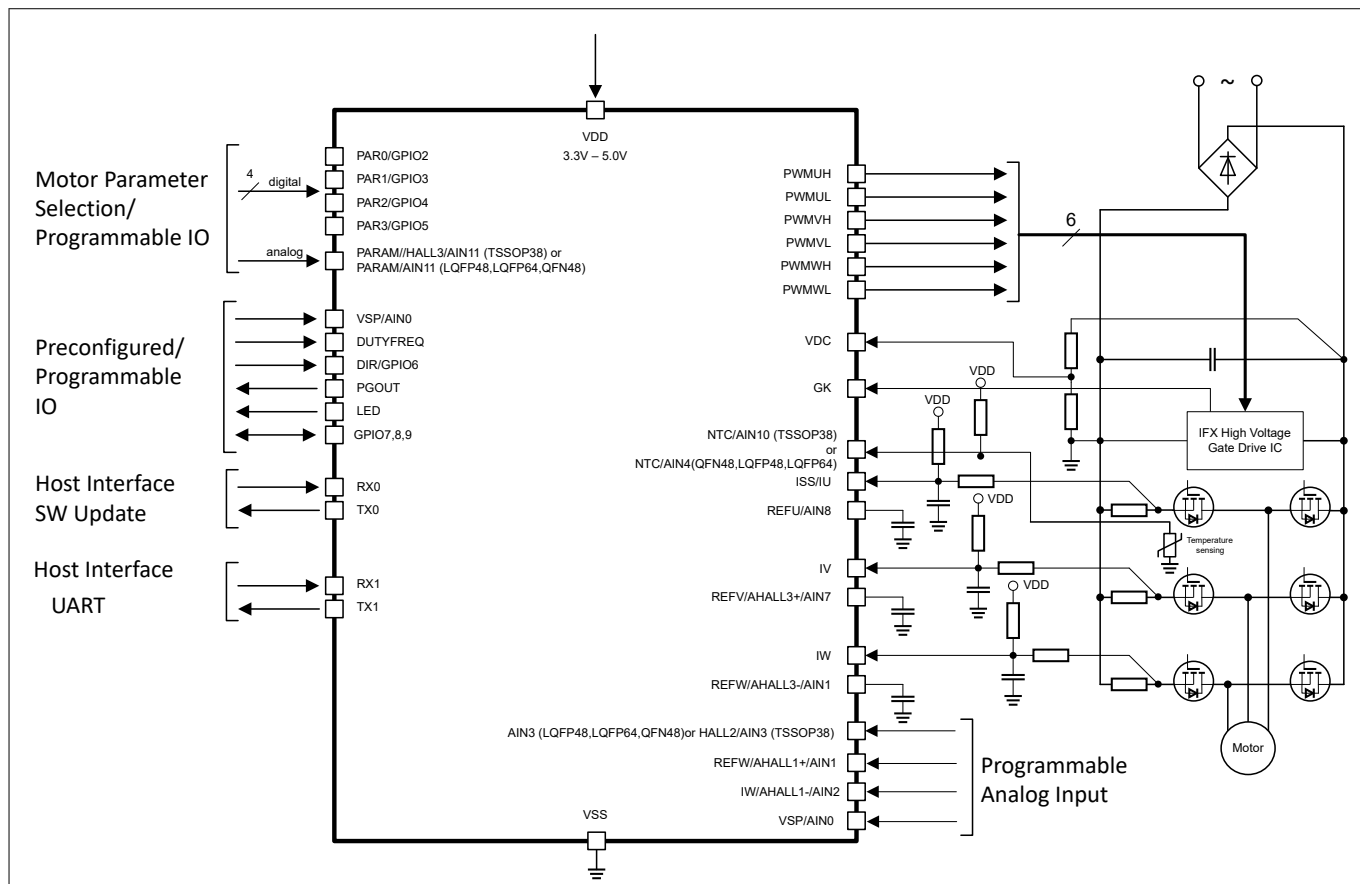 VDD
3.3V – 5.0V
Motor Parameter
Selection/
Programmable IO
4
digital
analog
PAR0/GPIO2
PAR1/GPIO3
PAR2/GPIO4
PAR3/GPIO5
PARAM//HALL3/AIN11 (TSSOP38) or
PARAM/AIN11 (LQFP48,LQFP64,QFN48)
Preconfigured/
Programmable
IO
VSP/AIN0
DUTYFREQ
DIR/GPIO6
PGOUT
LED
GPIO7,8,9
Host Interface
SW Update
RX0
TX0
Host Interface
UART
RX1
TX1
VSS
PWMUH
PWMUL
PWMVH
PWMVL
PWMWH
PWMWL
6
~
VDC
GK
VDD
VDD
NTC/AIN10 (TSSOP38)
or
NTC/AIN4(QFN48,LQFP48,LQFP64)
ISS/IU
REFU/AIN8
VDD
IV
REFV/AHALL3+/AIN7
VDD
IW
REFW/AHALL3-/AIN1
AIN3 (LQFP48,LQFP64,QFN48)or HALL2/AIN3 (TSSOP38)
REFW/AHALL1+/AIN1
IW/AHALL1-/AIN2
VSP/AIN0
Programmable
Analog Input
IFX High Voltage
Gate Drive IC
Temperature
sensing
Motor